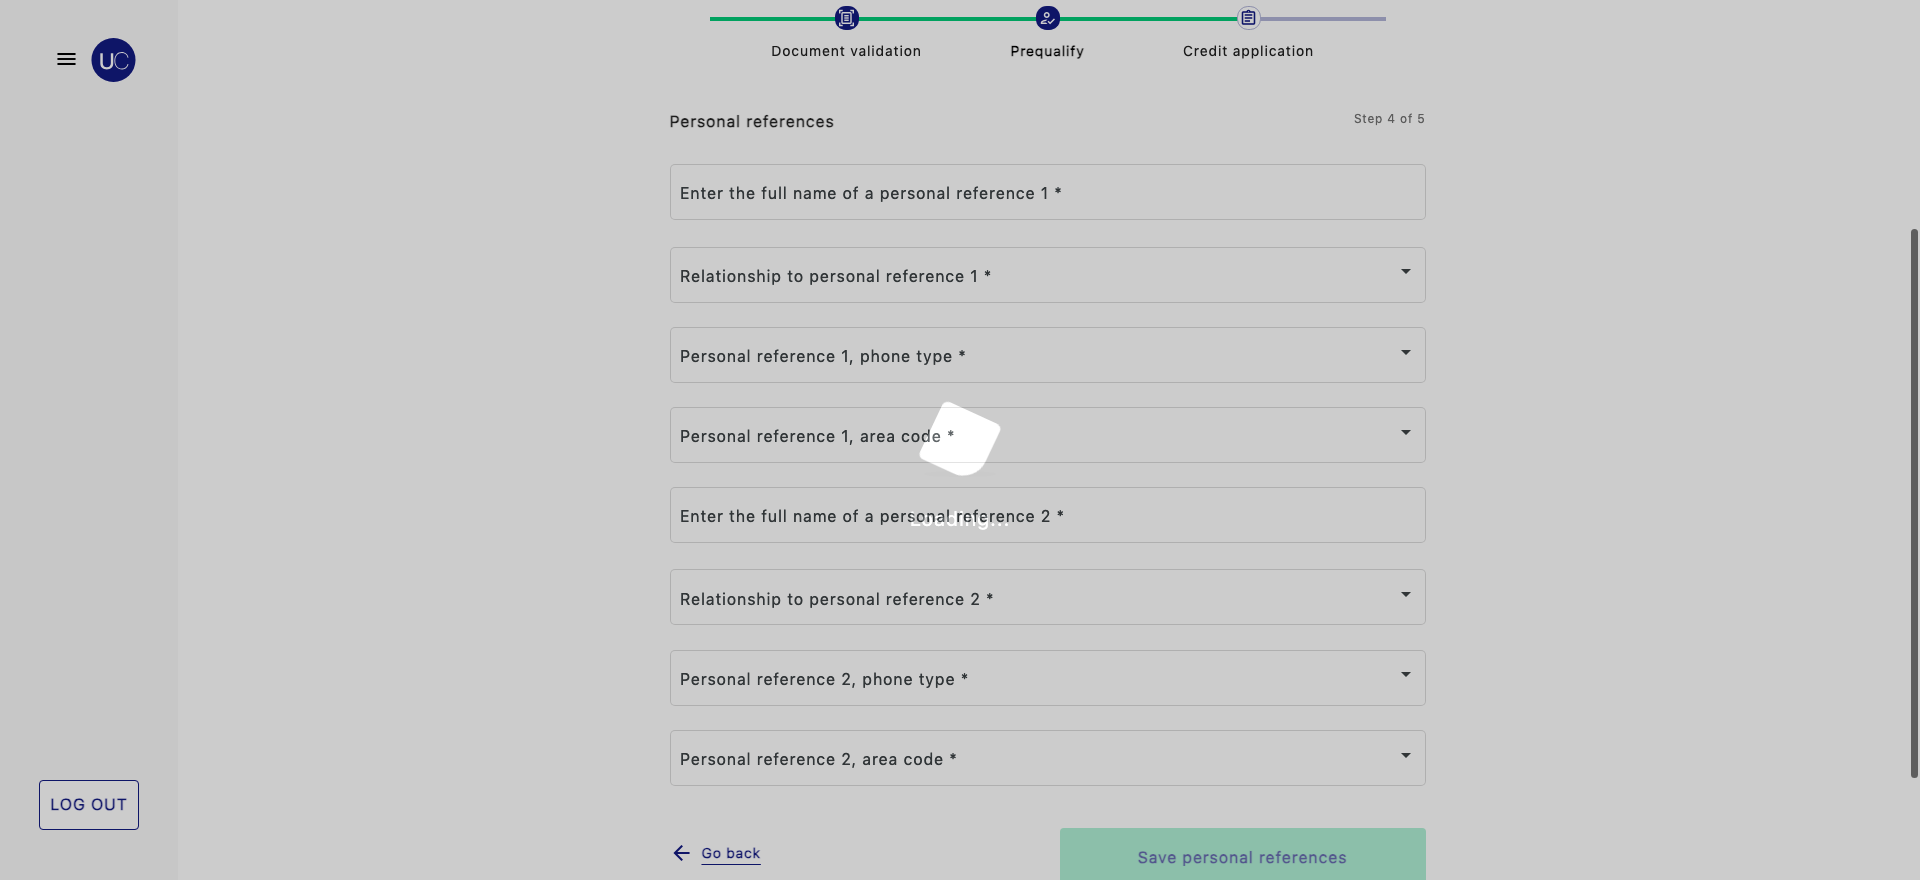 UC
Document validation
Prequalify
Credit application
Personal references
Step 4 of 5
Enter the full name of a personal reference 1 *
Relationship to personal reference 1 *
Personal reference 1, phone type *
Personal reference 1, area code *
Enter the full name of a personal reference 2 *
Loading...
Relationship to personal reference 2 *
Personal reference 2, phone type *
Personal reference 2, area code *
LOG OUT
Go back
Save personal references